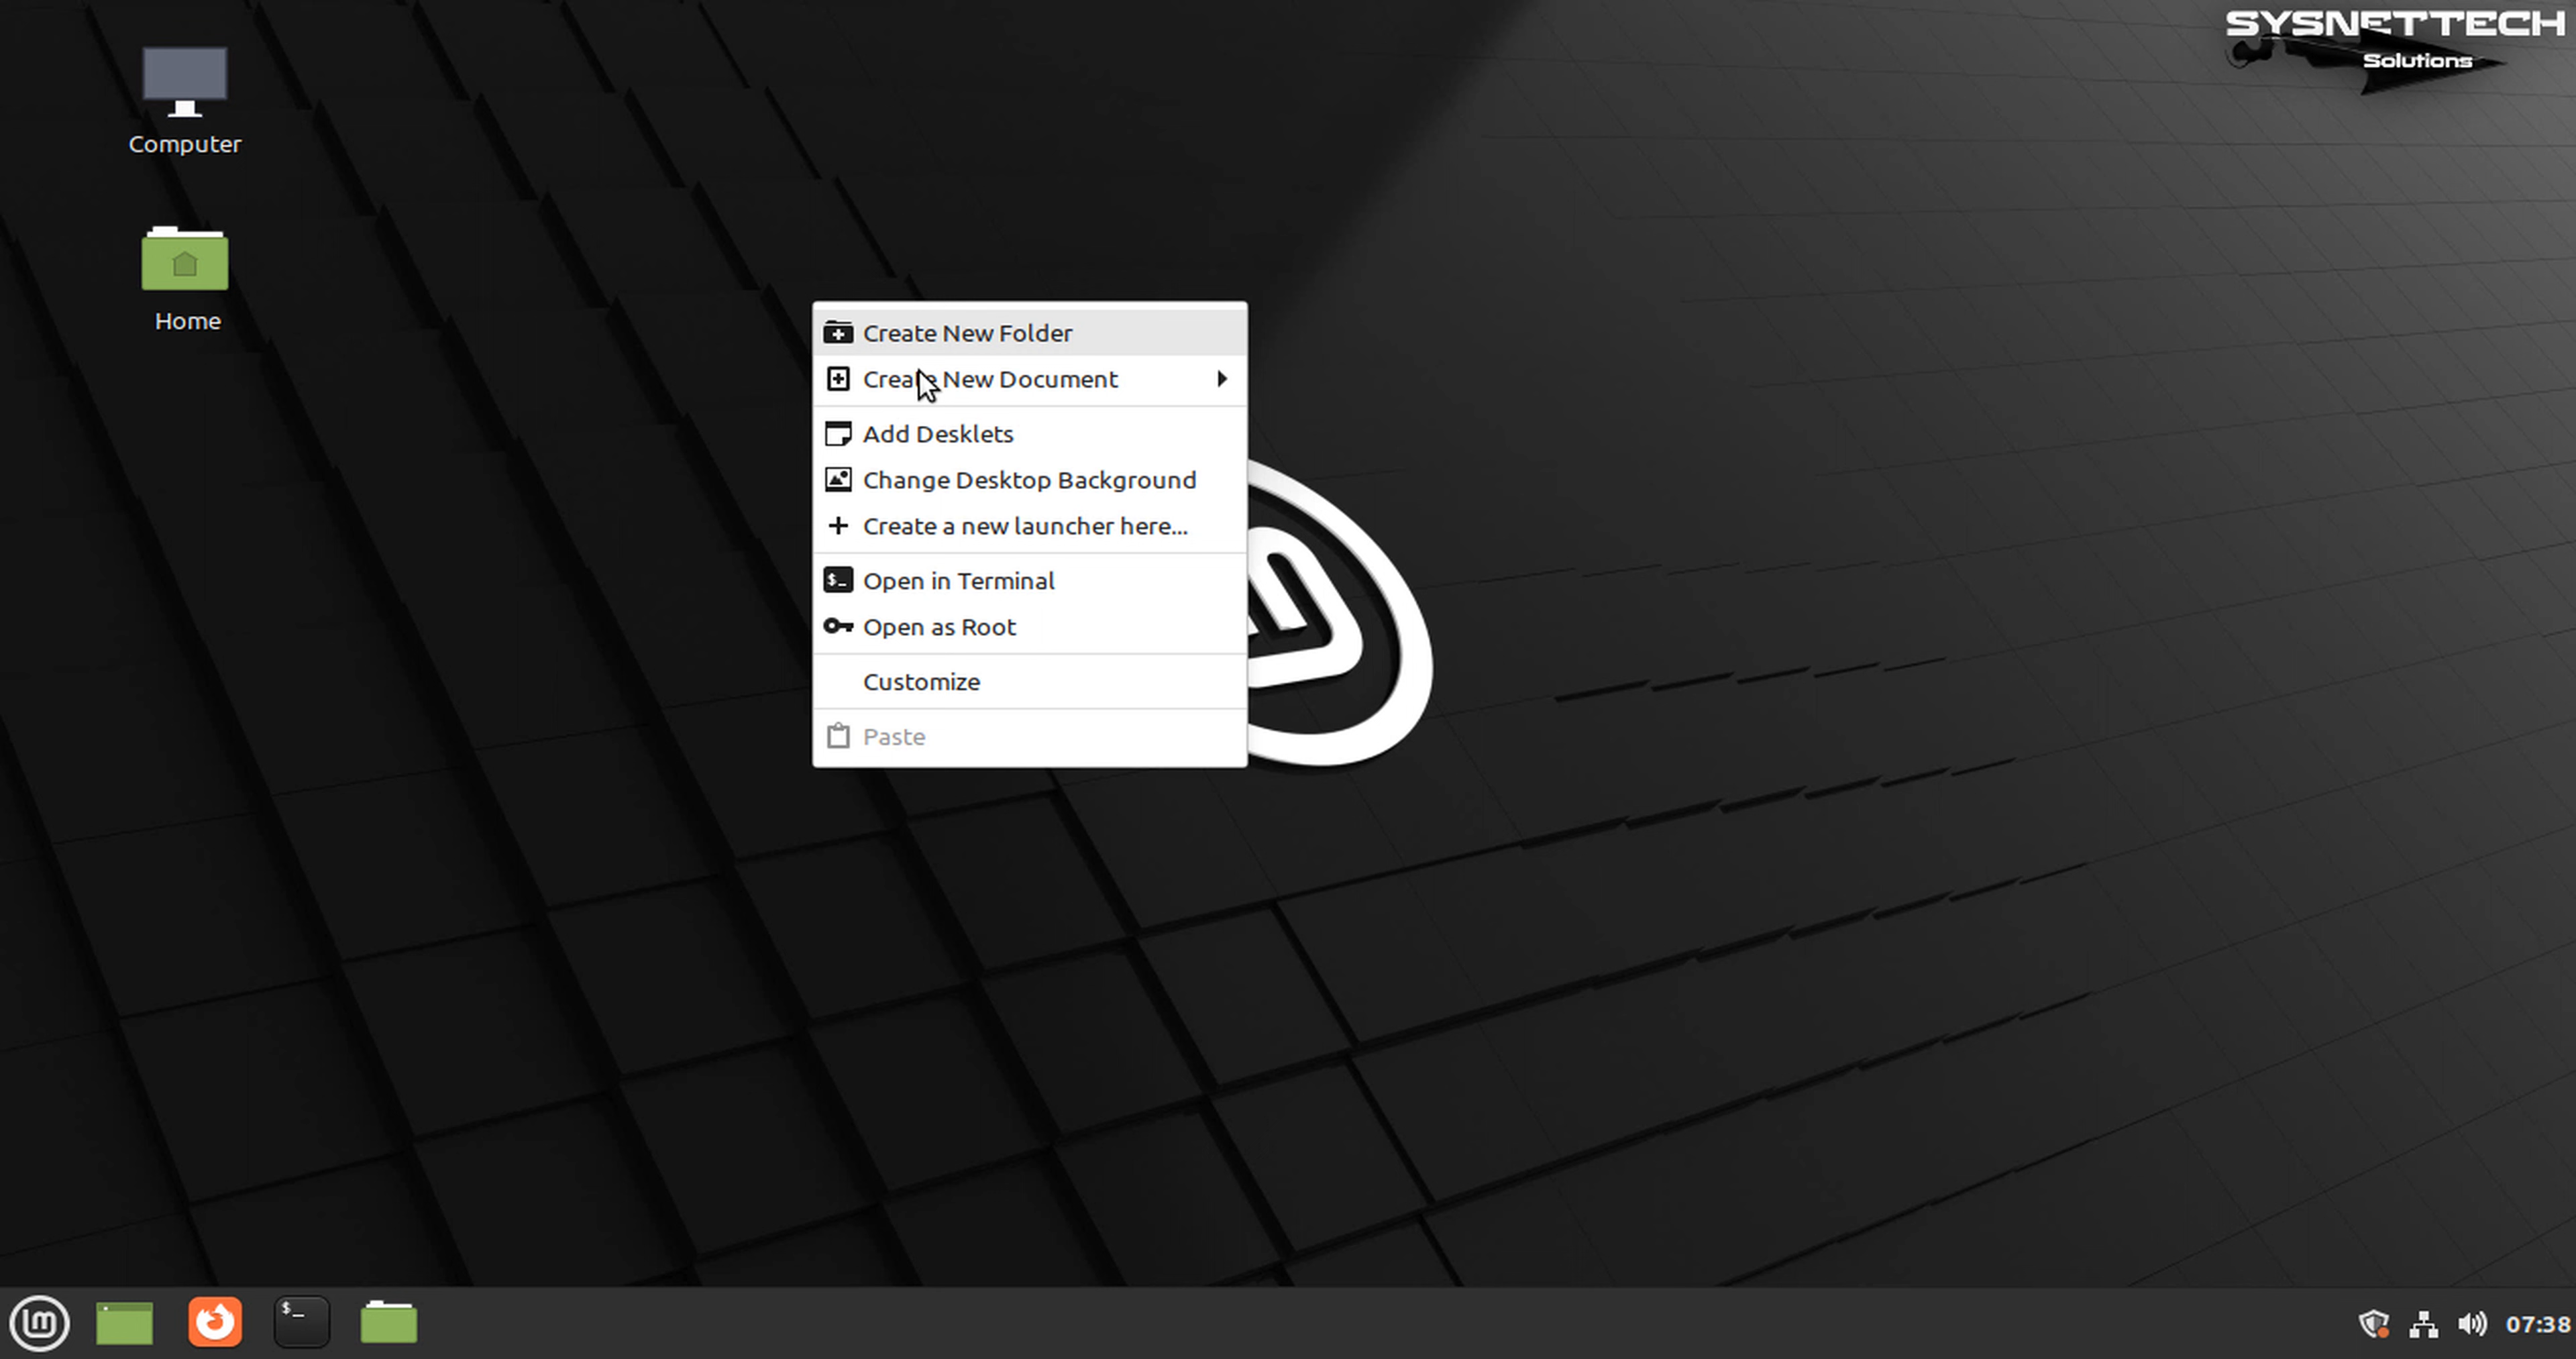 SYSNETTECH
Solutions
Computer
Home
Create New Folder
Create New Document
Add Desklets
Change Desktop Background
Create a new launcher here...
$_ Open in Terminal
Open as Root
Customize
Paste
lm
$_
07:38